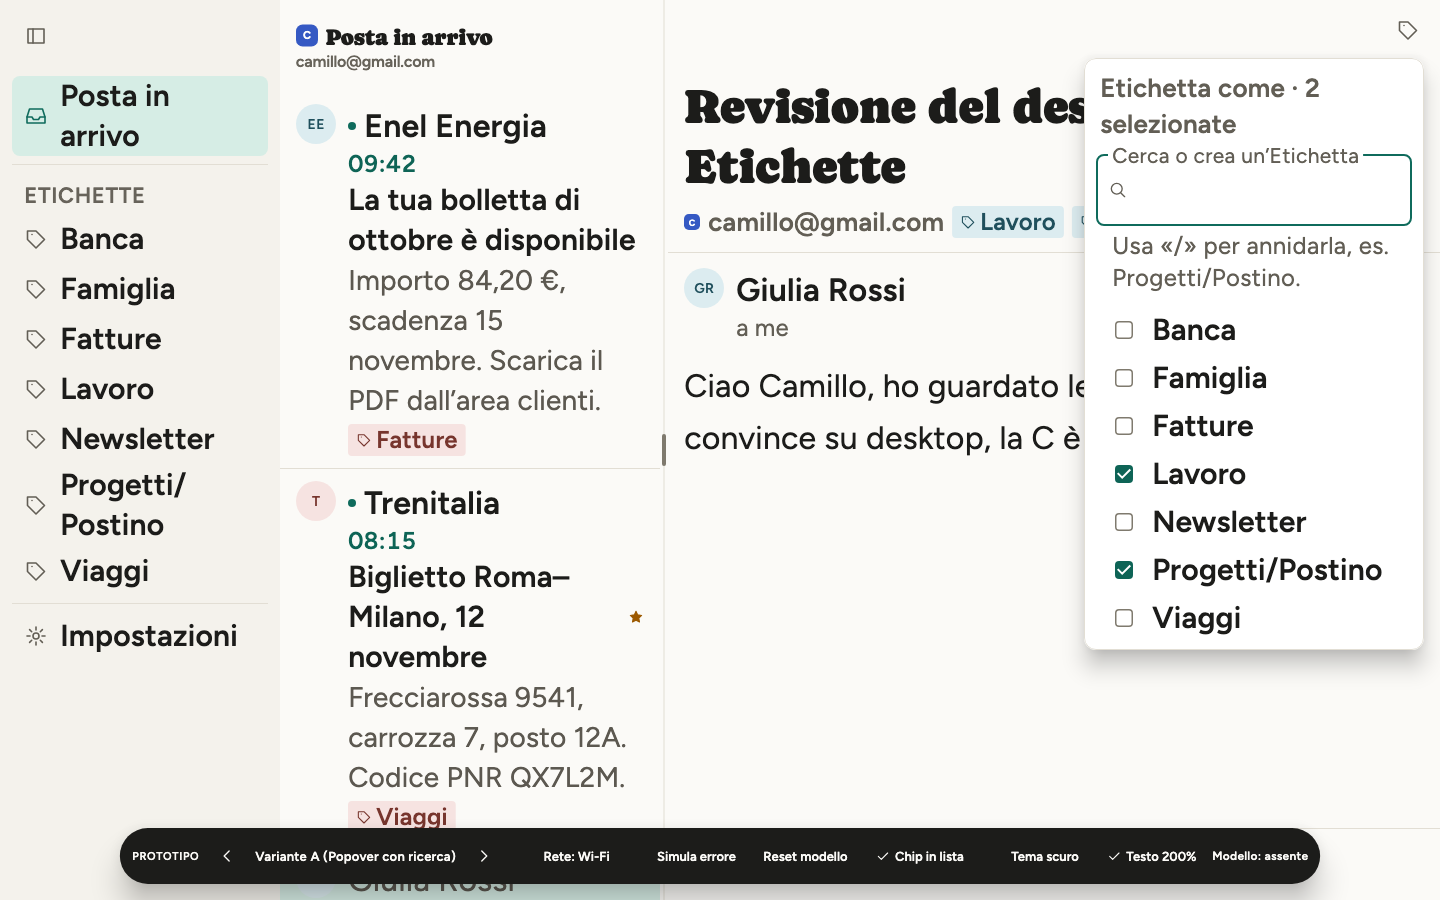 Posta in
arrivo
ETICHETTE
Banca
Famiglia
Fatture
Lavoro
Newsletter
Progetti/
Postino
Viaggi
Impostazioni
C Posta in arrivo
camillo@gmail.com
EE Enel Energia
09:42
La tua bolletta di
ottobre è disponibile
Importo 84,20 €,
scadenza 15
novembre. Scarica il
PDF dall’area clienti.
Fatture
T Trenitalia
08:15
Biglietto Roma–
Milano, 12
novembre
Frecciarossa 9541,
carrozza 7, posto 12A.
Codice PNR QX7L2M.
Viaggi
Giulia Rossi
Revisione del des
Etichette
C camillo@gmail.com Lavoro
GR Giulia Rossi
a me
Ciao Camillo, ho guardato le
convince su desktop, la C è
Etichetta come · 2
selezionate
Cerca o crea un’Etichetta
Usa «/» per annidarla, es.
Progetti/Postino.
Banca
Famiglia
Fatture
Lavoro
Newsletter
Progetti/Postino
Viaggi
PROTOTIPO Variante A (Popover con ricerca) Rete: Wi-Fi Simula errore Reset modello Chip in lista Tema scuro Testo 200% Modello: assente